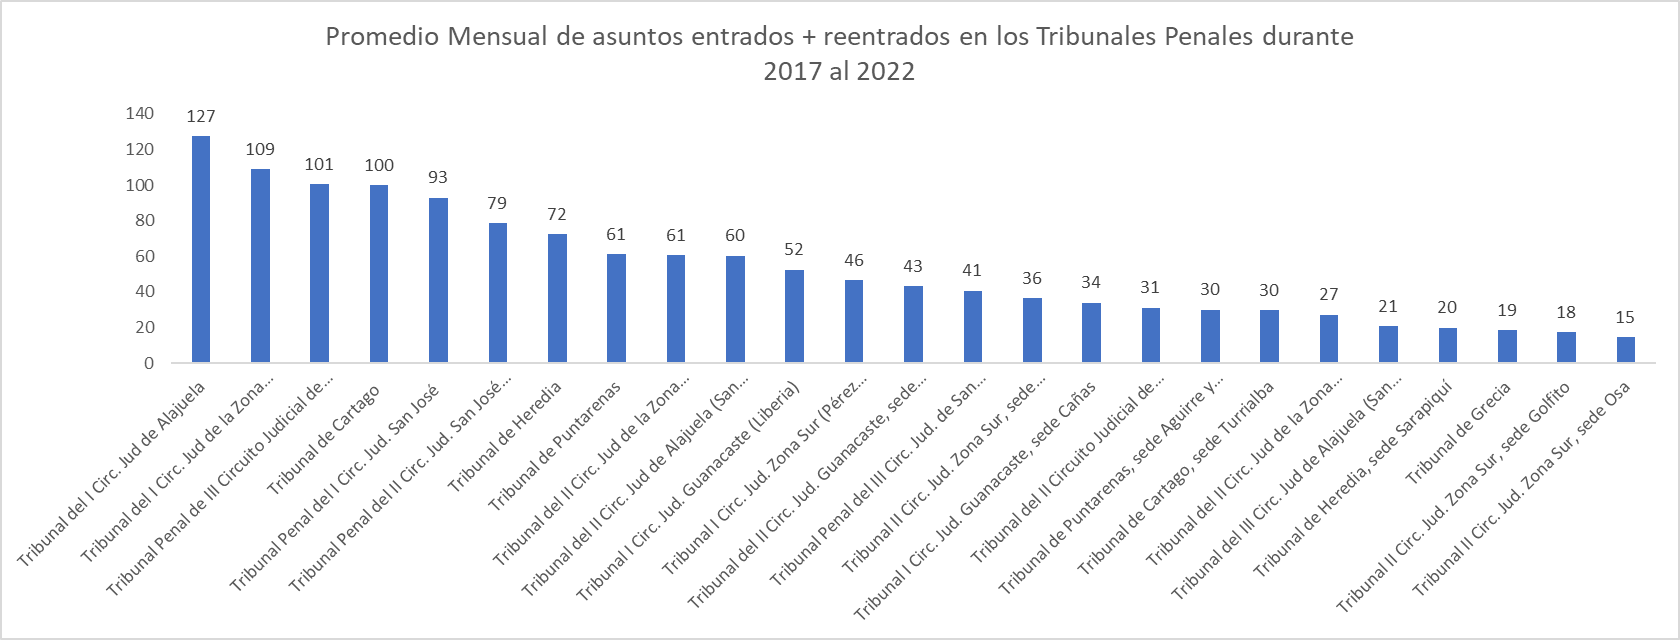 Promedio Mensual de asuntos entrados + reentrados en los Tribunales Penales durante
2017 al 2022
140
120
100
80
60
40
20
0
127
109
101
100
93
79
72
61
61
60
52
46
43
41
36
34
31
30
30
27
21
20
19
18
15
Tribunal del I Circ. Jud de Alajuela
Tribunal del I Circ. Jud de la Zona...
Tribunal Penal de III Circuito Judicial de...
Tribunal de Cartago
Tribunal Penal del I Circ. Jud. San José
Tribunal Penal del II Circ. Jud. San José...
Tribunal de Heredia
Tribunal de Puntarenas
Tribunal del II Circ. Jud de la Zona...
Tribunal del II Circ. Jud de Alajuela (San...
Tribunal I Circ. Jud. Guanacaste (Liberia)
Tribunal I Circ. Jud. Zona Sur (Pérez...
Tribunal del II Circ. Jud. Guanacaste, sede...
Tribunal Penal del III Circ. Jud. de San...
Tribunal II Circ. Jud. Zona Sur, sede...
Tribunal I Circ. Jud. Guanacaste, sede Cañas
Tribunal del II Circuito Judicial de...
Tribunal de Puntarenas, sede Aguirre y...
Tribunal de Cartago, sede Turrialba
Tribunal del II Circ. Jud de la Zona...
Tribunal del III Circ. Jud de Alajuela (San...
Tribunal de Heredia, sede Sarapiquí
Tribunal de Grecia
Tribunal II Circ. Jud. Zona Sur, sede Golfito
Tribunal II Circ. Jud. Zona Sur, sede Osa